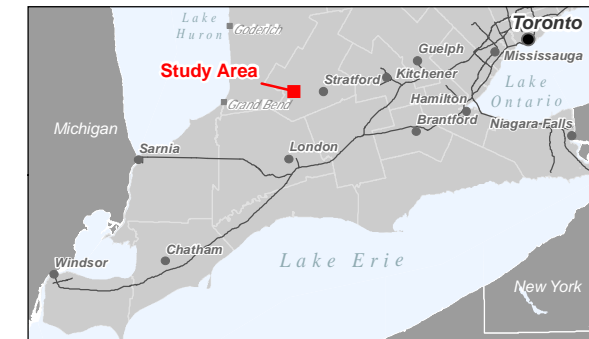 Lake
Huron
Goderich
Toronto
Guelph
Mississauga
Study Area
Stratford
Kitchener
Lake
Ontario
Grand Bend
Hamilton
Brantford
Niagara-Falls
Michigan
Sarnia
London
Chatham
Lake Erie
Windsor
New York